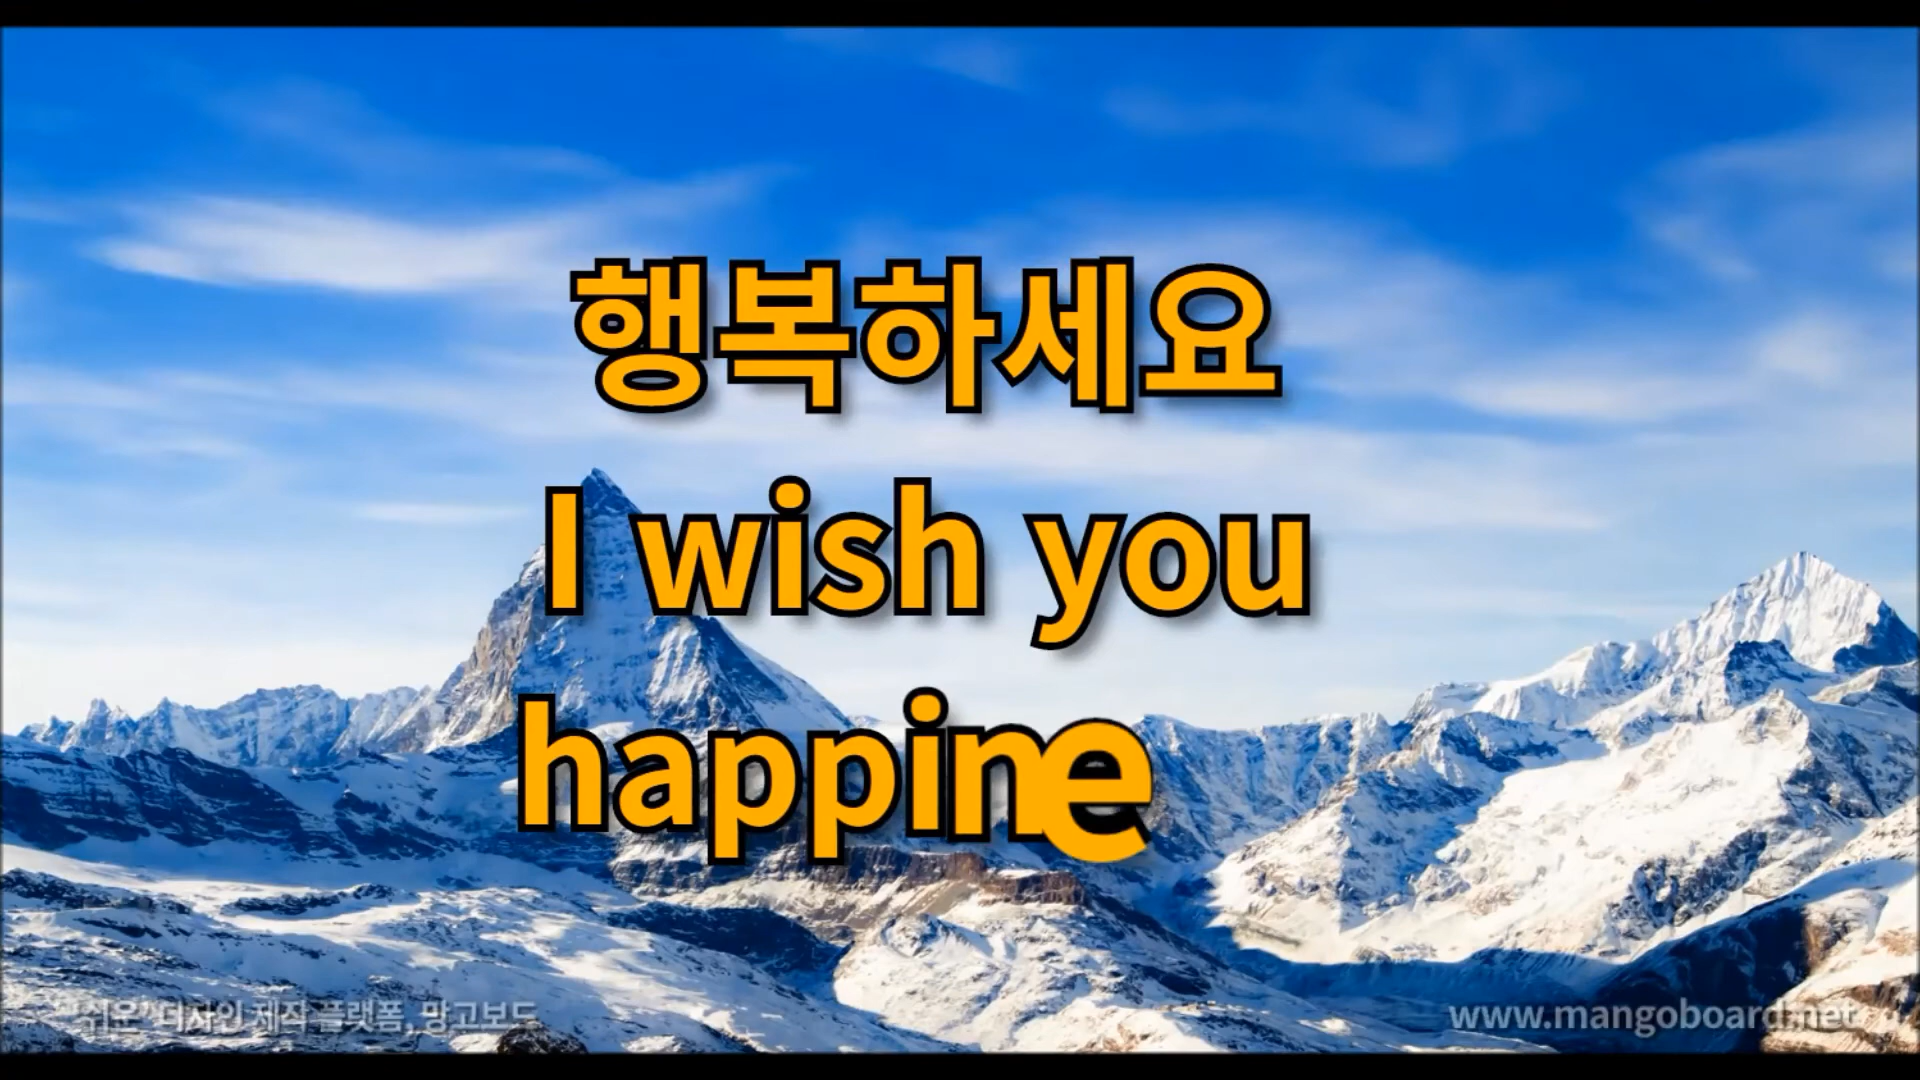 행복하세요
I wish you
happine
"쉬운" 디자인 제작 플랫폼, 망고보드
www.mangoboard.net